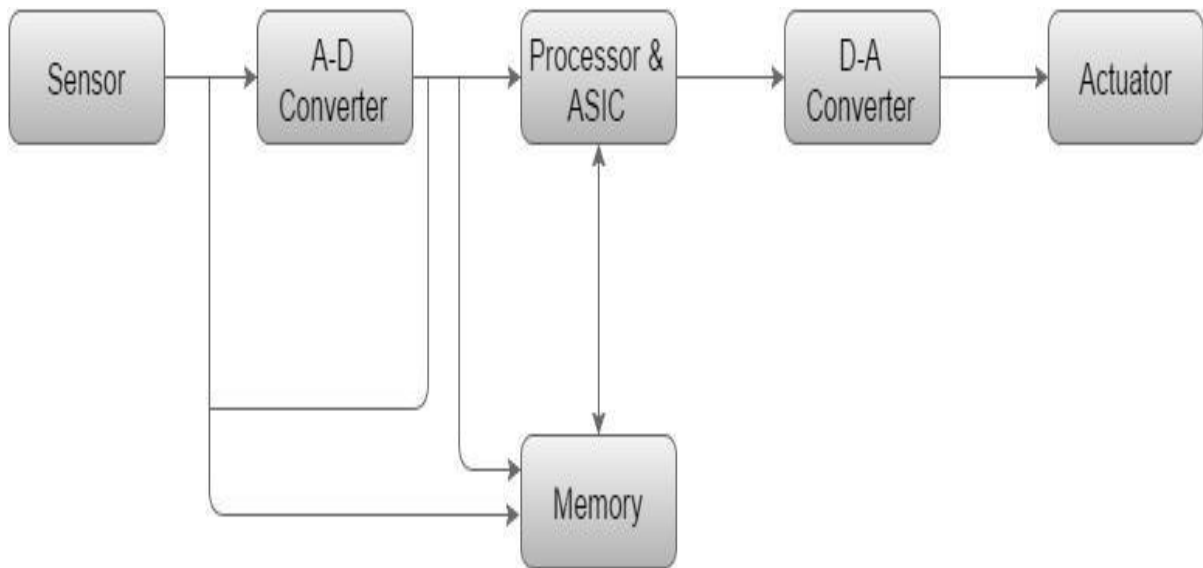 Sensor
A-D
Converter
Processor &
ASIC
D-A
Converter
Actuator
Memory